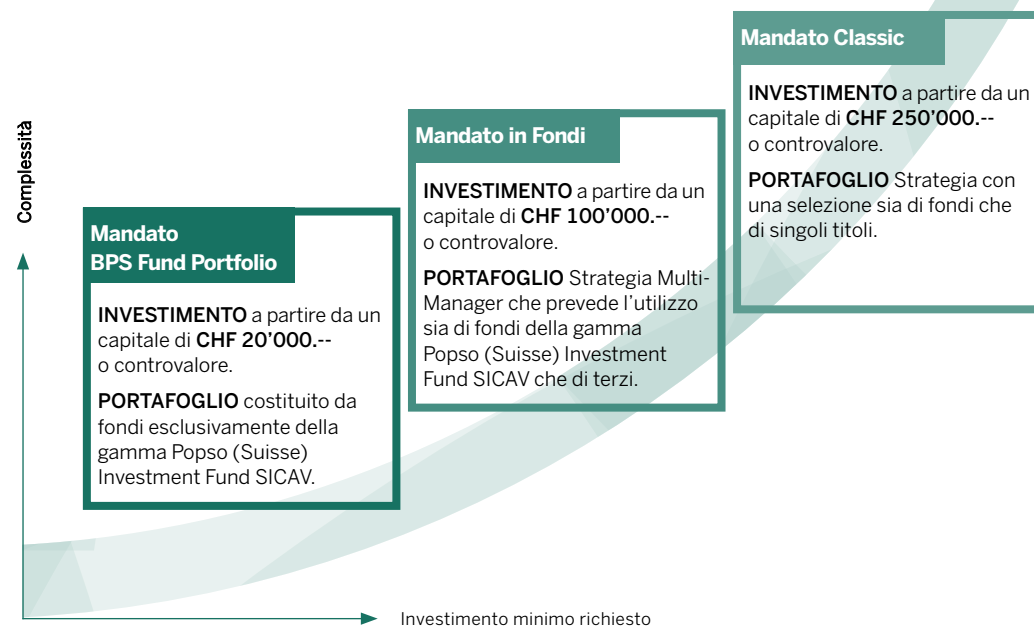 Complessità
Mandato
BPS Fund Portfolio
INVESTIMENTO a partire da un
capitale di CHF 20’000.--
o controvalore.
PORTAFOGLIO costituito da
fondi esclusivamente della
gamma Popso (Suisse)
Investment Fund SICAV.
Mandato in Fondi
INVESTIMENTO a partire da un
capitale di CHF 100’000.--
o controvalore.
PORTAFOGLIO Strategia Multi-
Manager che prevede l’utilizzo
sia di fondi della gamma
Popso (Suisse) Investment
Fund SICAV che di terzi.
Mandato Classic
INVESTIMENTO a partire da un
capitale di CHF 250’000.--
o controvalore.
PORTAFOGLIO Strategia con
una selezione sia di fondi che
di singoli titoli.
Investimento minimo richiesto